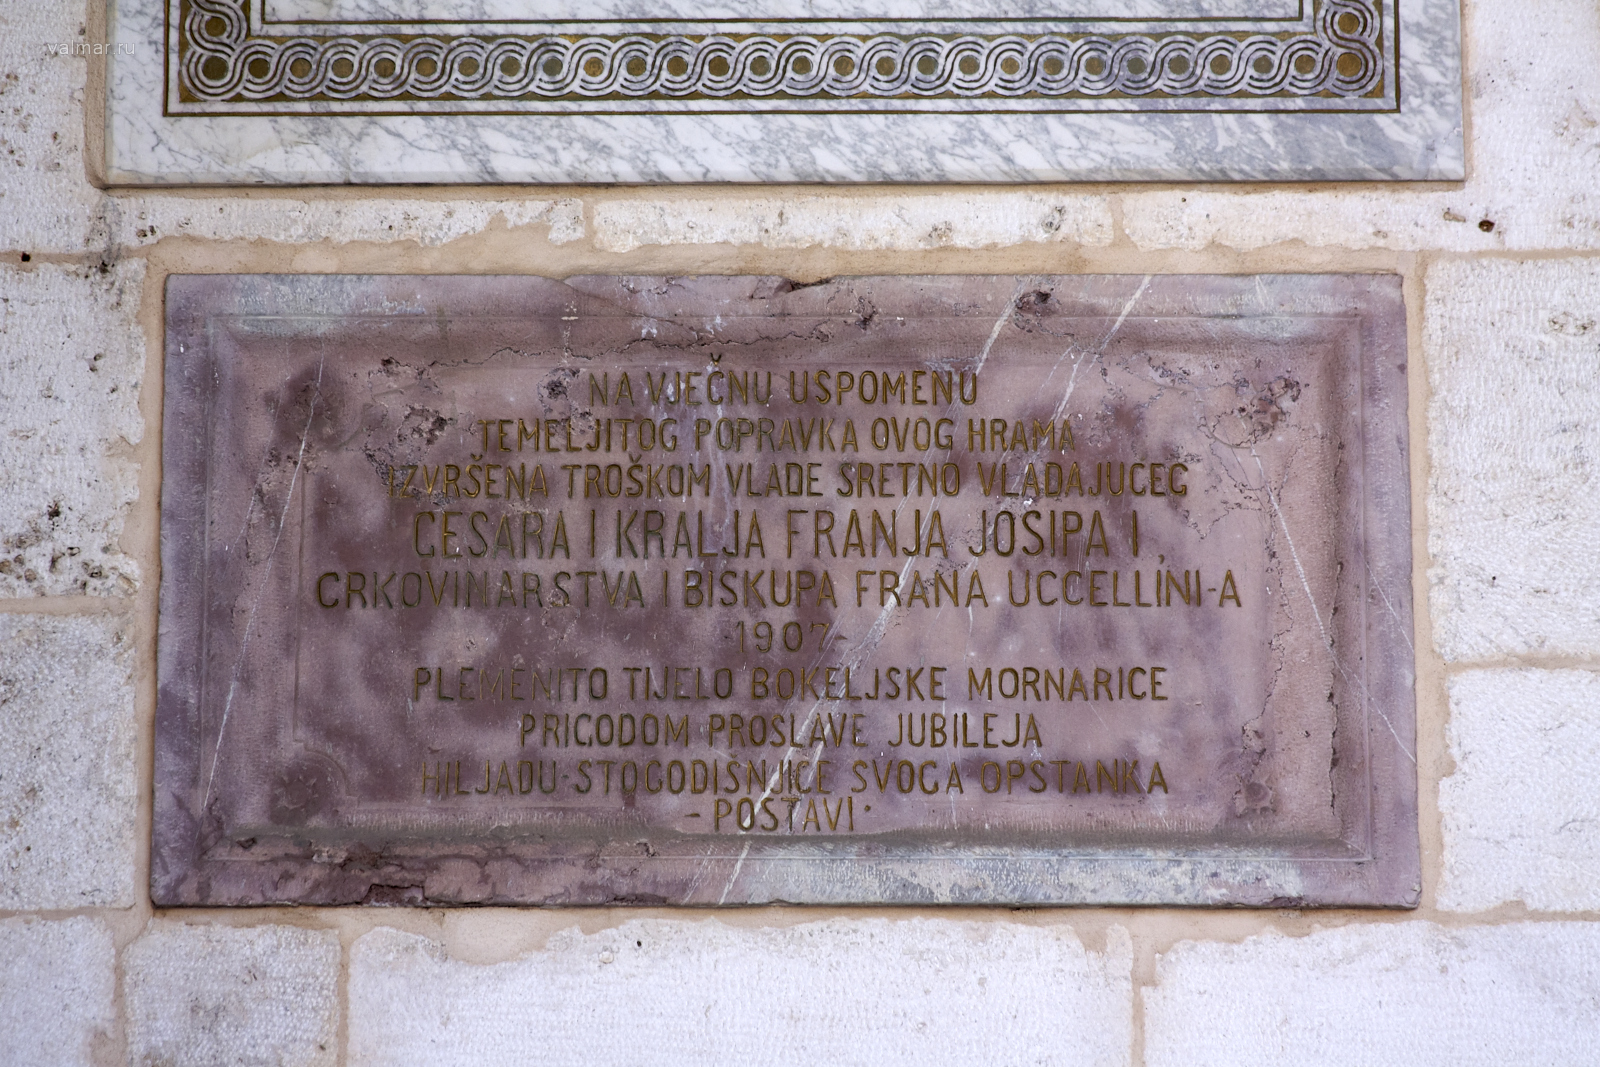 valmar.ru
NA VJEČNU USPOMENU
TEMELJITOG POPRAVKA OVOG HRAMA
IZVRŠENA TROŠKOM VLADE SRETNO VLADAJUĆEG
CESARA I KRALJA FRANJA JOSIPA I
CRKOVINARSTVA I BISKUPA FRANA UCCELLINI-A
-1907-
PLEMENITO TIJELO BOKELJSKE MORNARICE
PRIGODOM PROSLAVE JUBILEJA
HILJADU-STOGODIŠNJICE SVOGA OPSTANKA
- POSTAVI ·